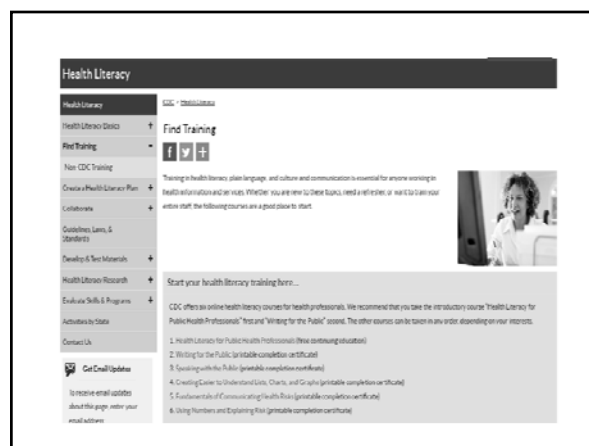 Health Literacy
Health Literacy
Health Literacy Basics +
Find Training -
Non-CDC Training
Create a Health Literacy Plan +
Collaborate +
Guidelines, Laws, &
Standards
Develop & Test Materials +
Health Literacy Research +
Evaluate Skills & Programs +
Activities by State
Contact Us
Get Email Updates
To receive email updates
about this page, enter your
email address
CDC > Health Literacy
Find Training
f
+
Training in health literacy, plain language, and culture and communication is essential for anyone working in
health information and services. Whether you are new to these topics, need a refresher, or want to train your
entire staff, the following courses are a good place to start.
Start your health literacy training here...
CDC offers six online health literacy courses for health professionals. We recommend that you take the introductory course "Health Literacy for
Public Health Professionals" first and "Writing for the Public" second. The other courses can be taken in any order, depending on your interests.
1. Health Literacy for Public Health Professionals (free continuing education)
2. Writing for the Public (printable completion certificate)
3. Speaking with the Public (printable completion certificate)
4. Creating Easier to Understand Lists, Charts, and Graphs (printable completion certificate)
5. Fundamentals of Communicating Health Risks (printable completion certificate)
6. Using Numbers and Explaining Risk (printable completion certificate)